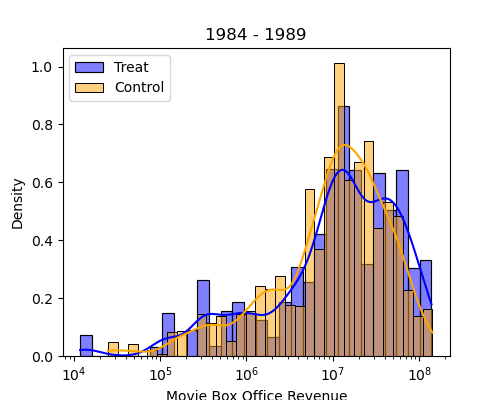 1984 - 1989
Treat
Control
Density
1.0
0.8
0.6
0.4
0.2
0.0
10⁴ 10⁵ 10⁶ 10⁷ 10⁸
Movie Box Office Revenue